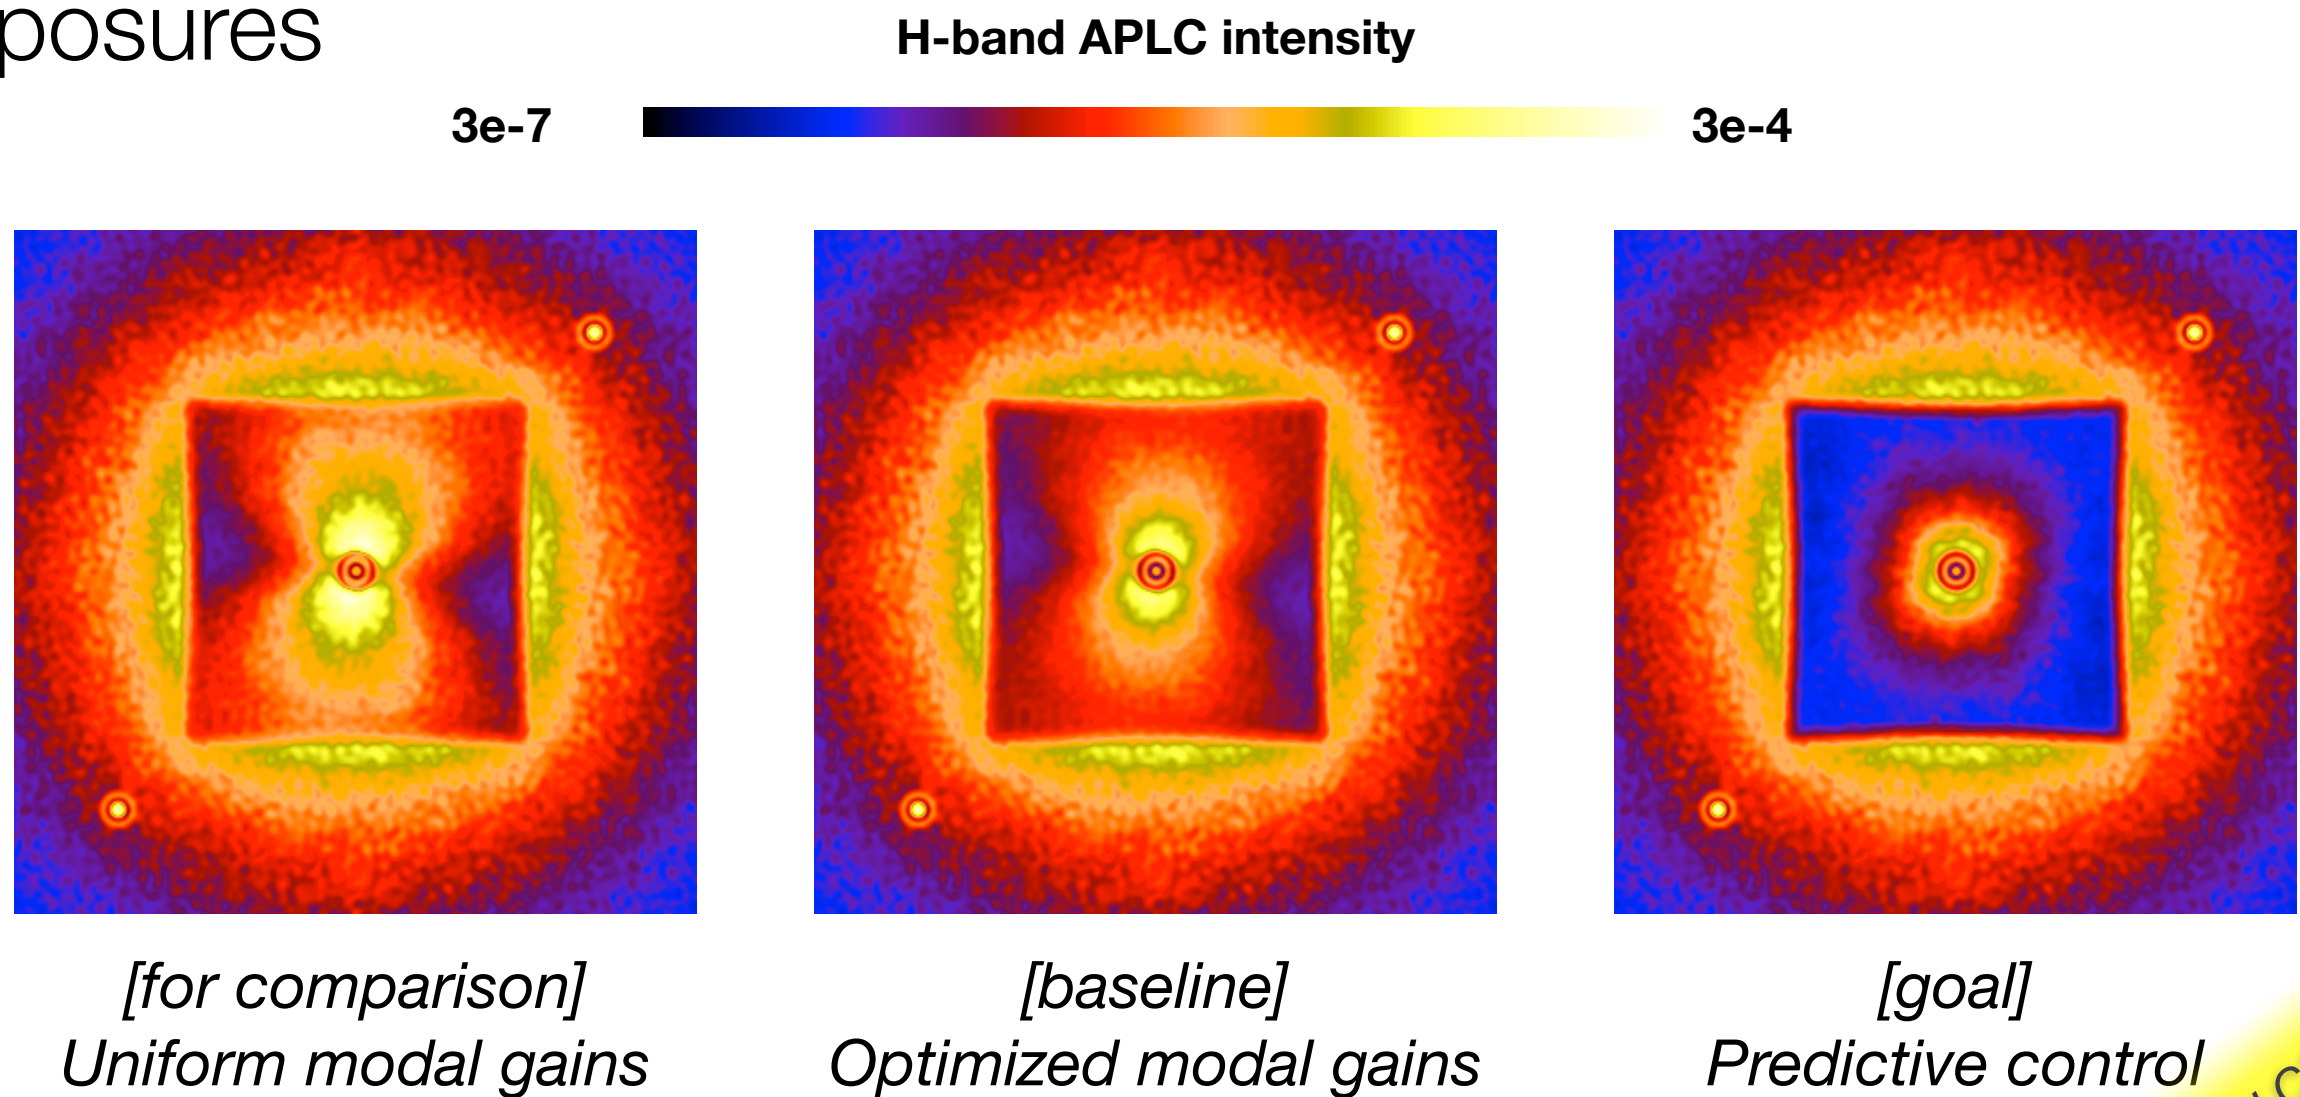 posures
H-band APLC intensity
3e-7
3e-4
[for comparison]
Uniform modal gains
[baseline]
Optimized modal gains
[goal]
Predictive control